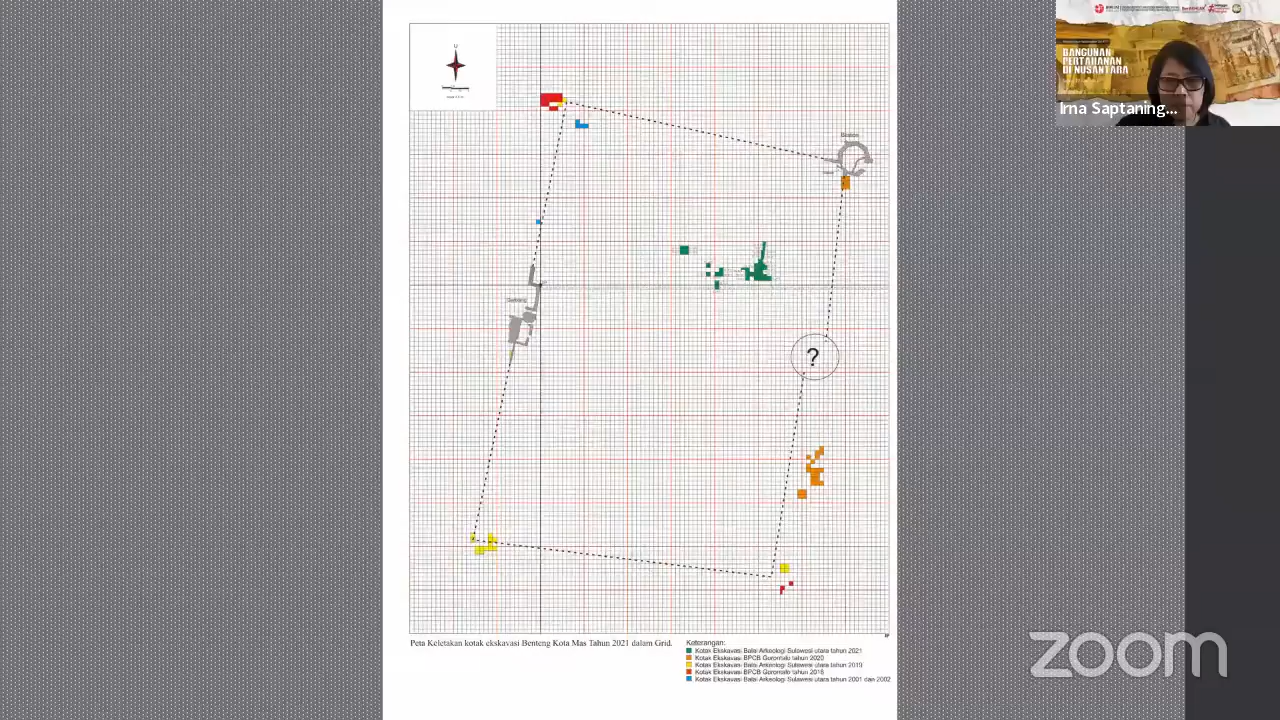 BANGUNAN
PERTAHANAN
DI NUSANTARA
Irna Saptaning...
U
Bastion
Gerbang
?
Peta Keletakan kotak ekskavasi Benteng Kota Mas Tahun 2021 dalam Grid.
Keterangan:
Kotak Ekskavasi Balai Arkeologi Sulawesi utara tahun 2021
Kotak Ekskavasi BPCB Gorontalo tahun 2020
Kotak Ekskavasi Balai Arkeologi Sulawesi utara tahun 2019
Kotak Ekskavasi BPCB Gorontalo tahun 2018
Kotak Ekskavasi Balai Arkeologi Sulawesi utara tahun 2001 dan 2002
zoom